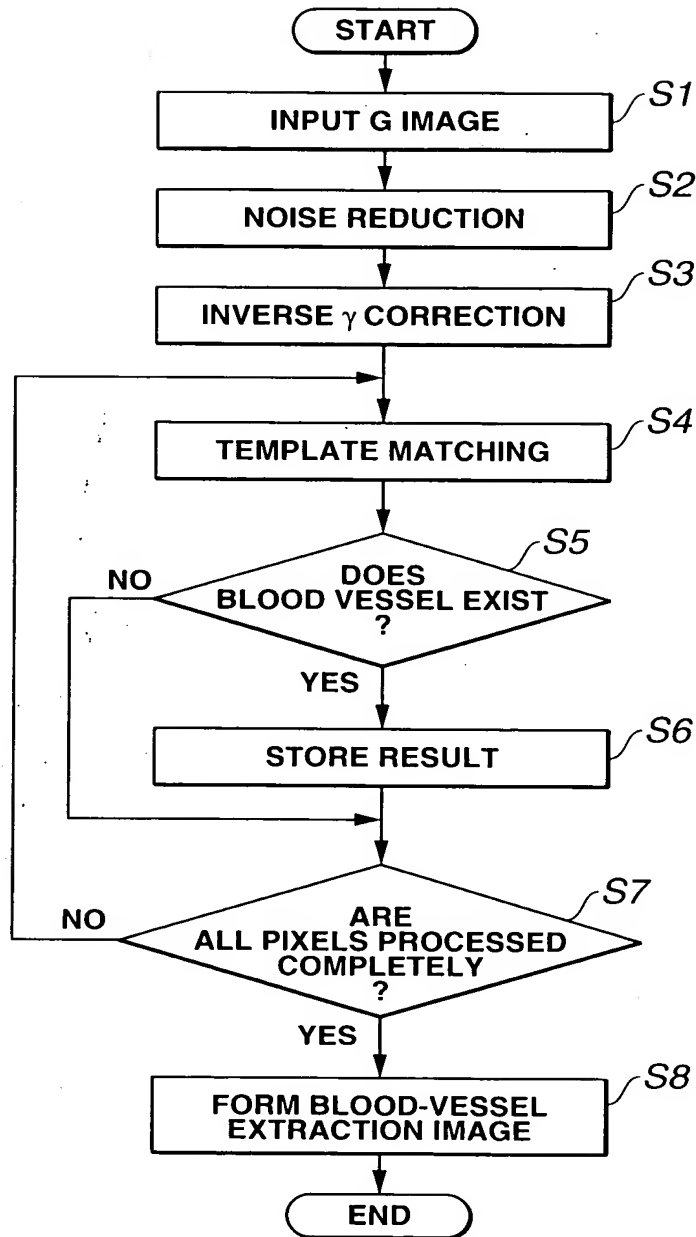 START
S1
INPUT G IMAGE
S2
NOISE REDUCTION
S3
INVERSE γ CORRECTION
S4
TEMPLATE MATCHING
S5
NO
DOES
BLOOD VESSEL EXIST
?
YES
S6
STORE RESULT
S7
NO
ARE
ALL PIXELS PROCESSED
COMPLETELY
?
YES
S8
FORM BLOOD-VESSEL
EXTRACTION IMAGE
END